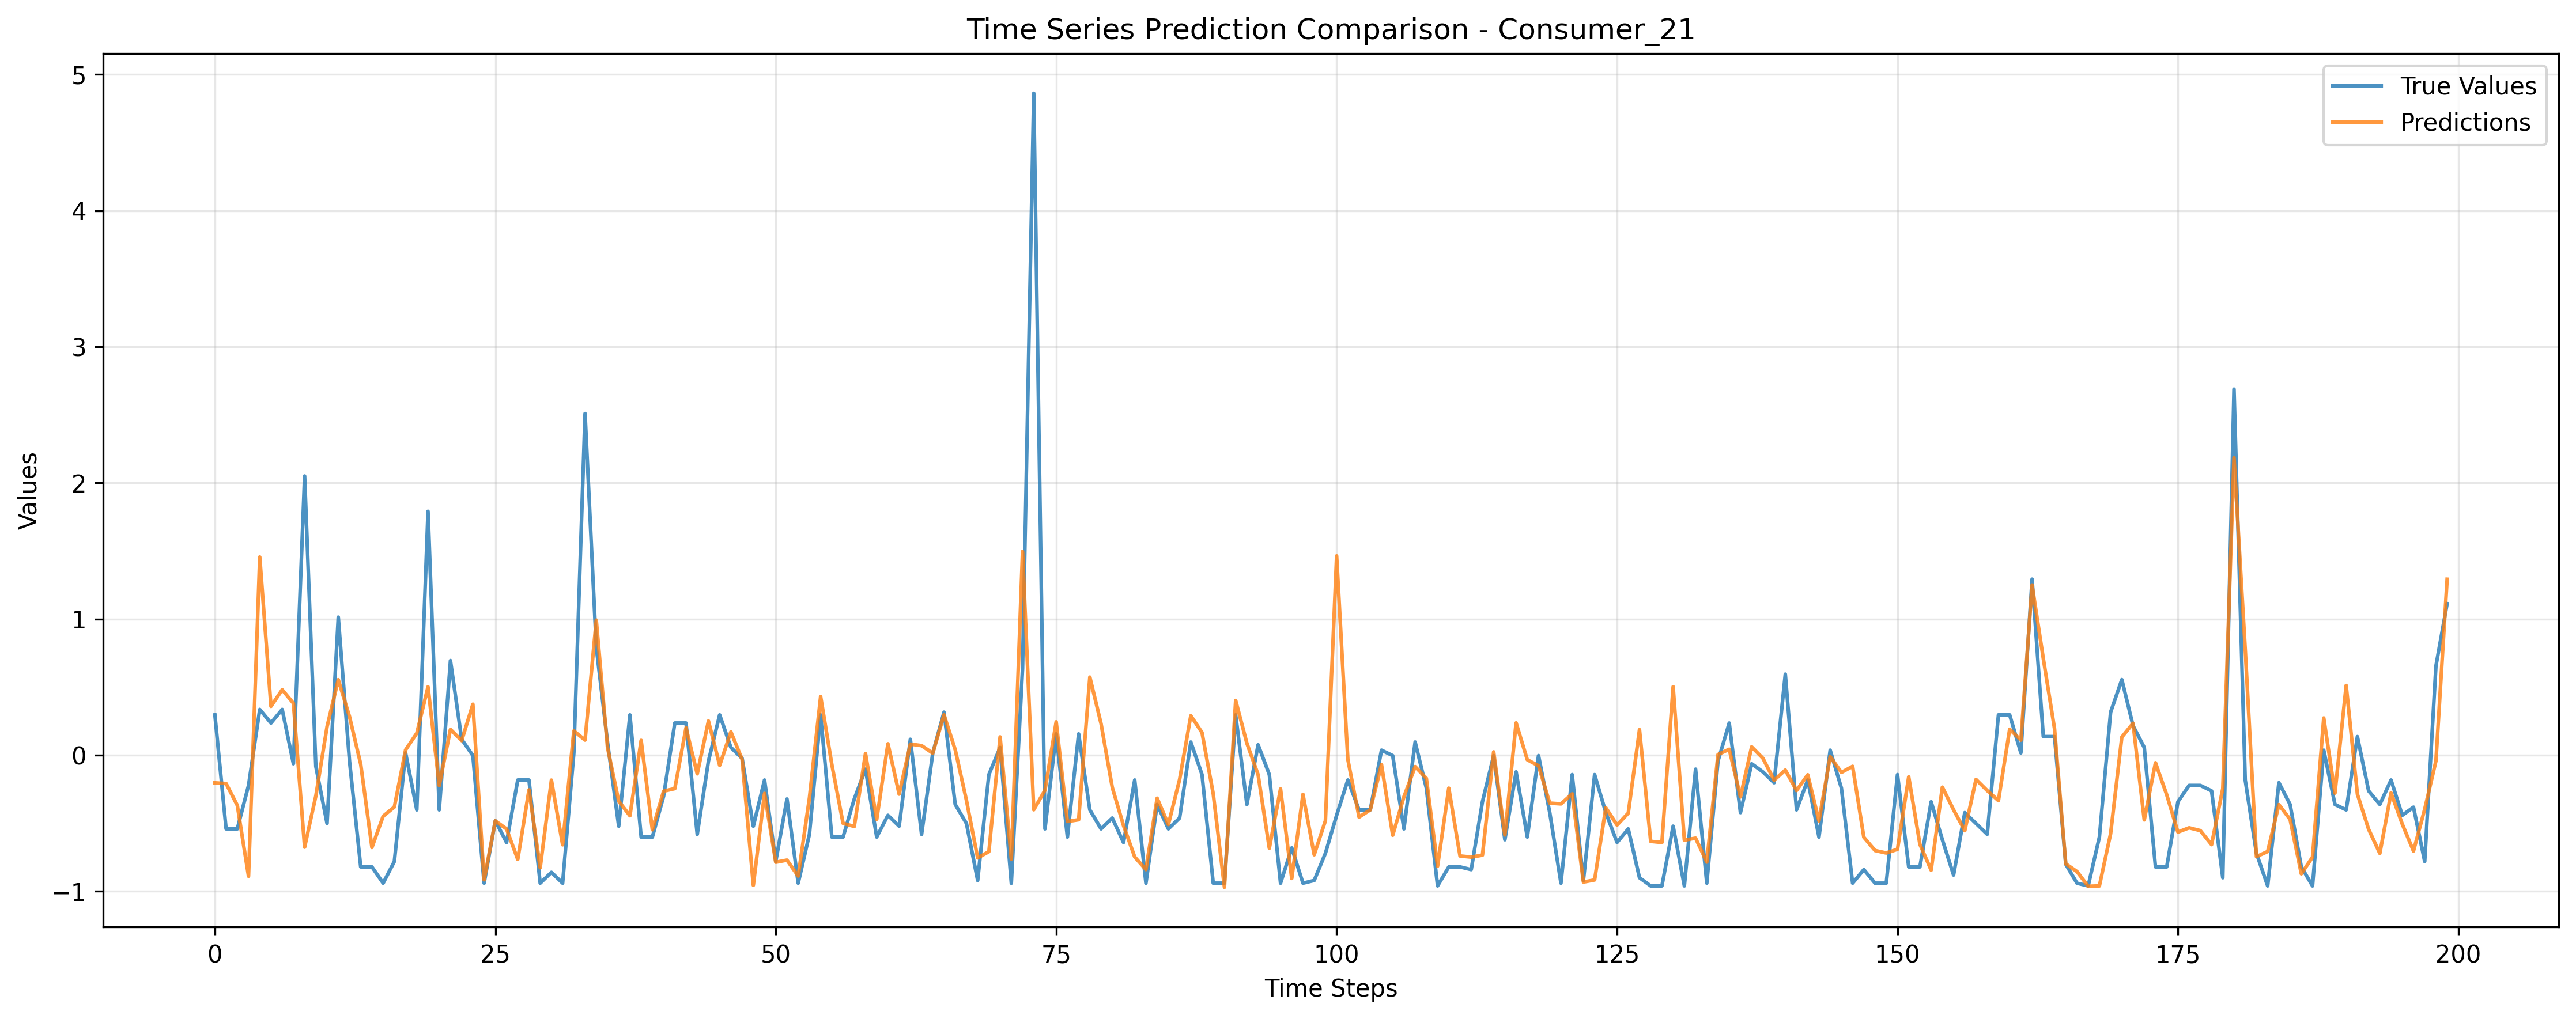 Time Series Prediction Comparison - Consumer_21
True Values
Predictions
Values
5
4
3
2
1
0
−1
0 25 50 75 100 125 150 175 200
Time Steps